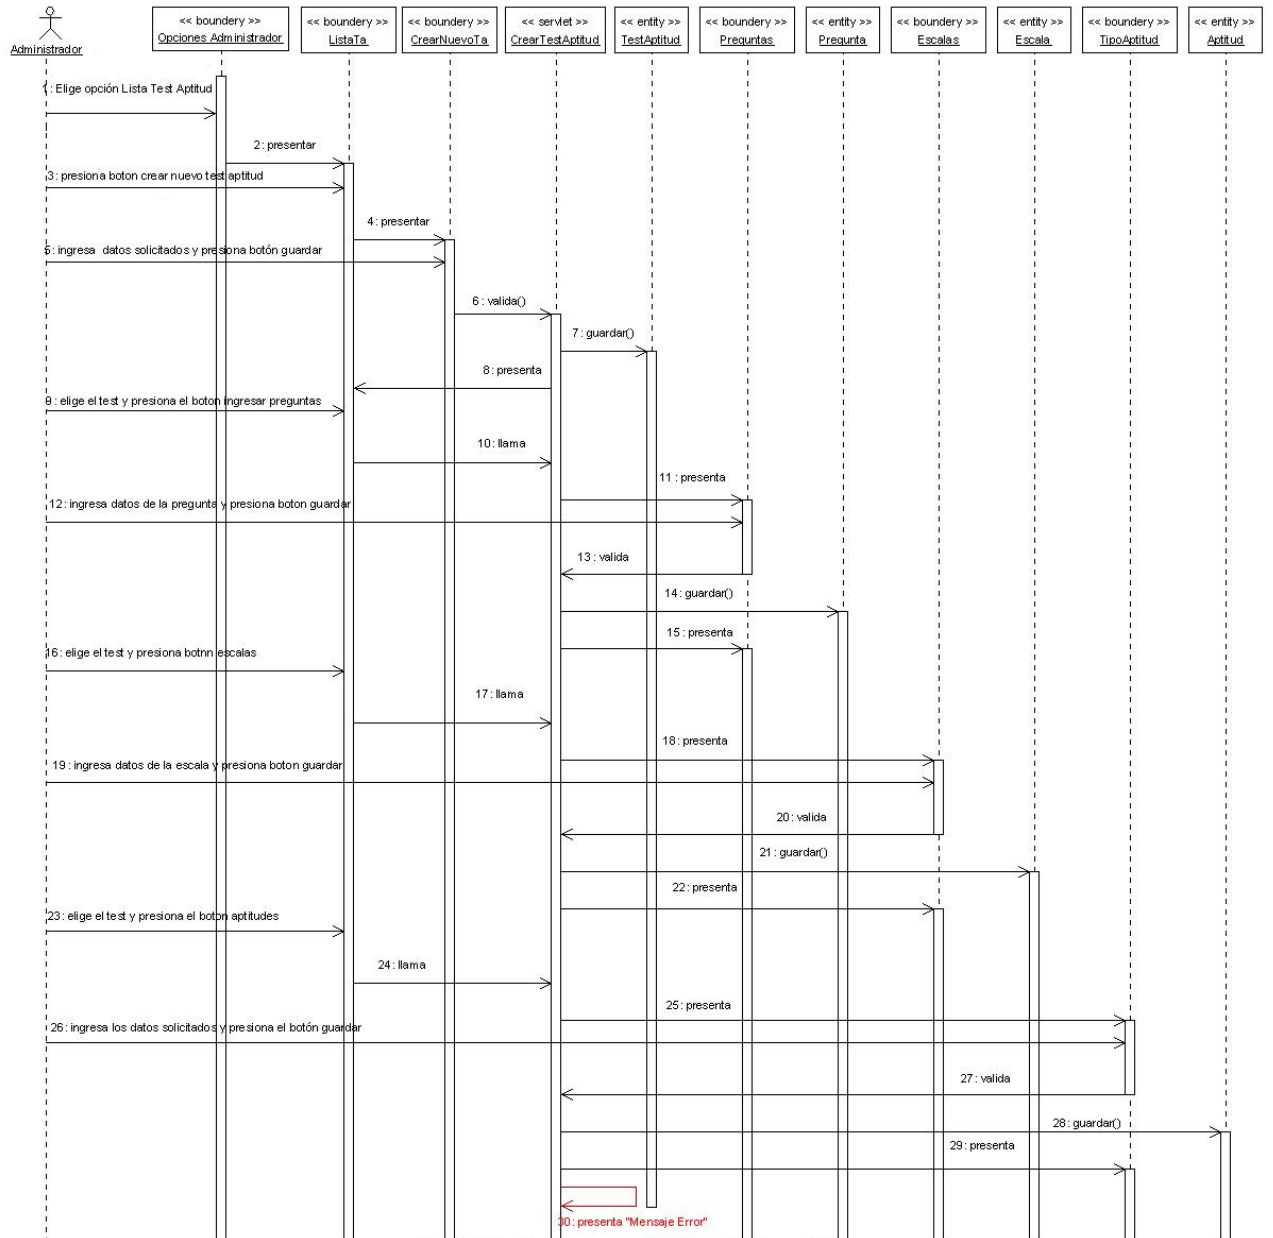 << boundery >>
<< boundery >>
<< boundery >>
<< servlet >>
<< entity >>
<< boundery >>
<< entity >>
<< boundery >>
<< entity >>
<< boundery >>
<< entity >>
Administrador
Opciones Administrador
ListaTa
CrearNuevoTa
CrearTestAptitud
TestAptitud
Preguntas
Pregunta
Escalas
Escala
TipoAptitud
Aptitud
1 : Elige opción Lista Test Aptitud
2 : presentar
3 : presiona boton crear nuevo test aptitud
4 : presentar
5 : ingresa datos solicitados y presiona botón guardar
6 : valida()
7 : guardar()
8 : presenta
9 : elige el test y presiona el boton ingresar preguntas
10 : llama
11 : presenta
12 : ingresa datos de la pregunta y presiona boton guardar
13 : valida
14 : guardar()
15 : presenta
16 : elige el test y presiona botnn escalas
17 : llama
18 : presenta
19 : ingresa datos de la escala y presiona boton guardar
20 : valida
21 : guardar()
22 : presenta
23 : elige el test y presiona el boton aptitudes
24 : llama
25 : presenta
26 : ingresa los datos solicitados y presiona el botón guardar
27 : valida
28 : guardar()
29 : presenta
30 : presenta "Mensaje Error"